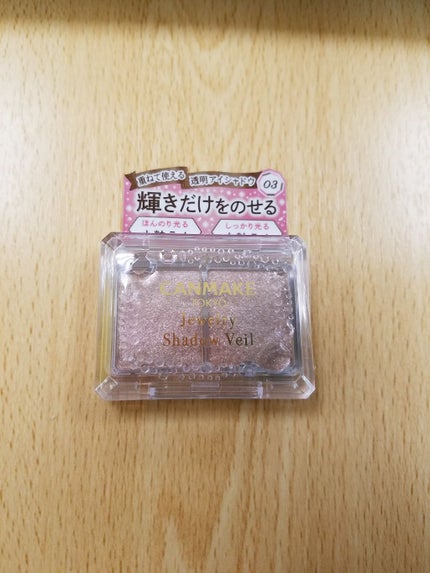 重ねて使える 透明アイシャドウ 03
輝きだけをのせる
ほんのり光る
しっかり光る
CANMAKE
TOKYO
Jewelry
Shadow Veil